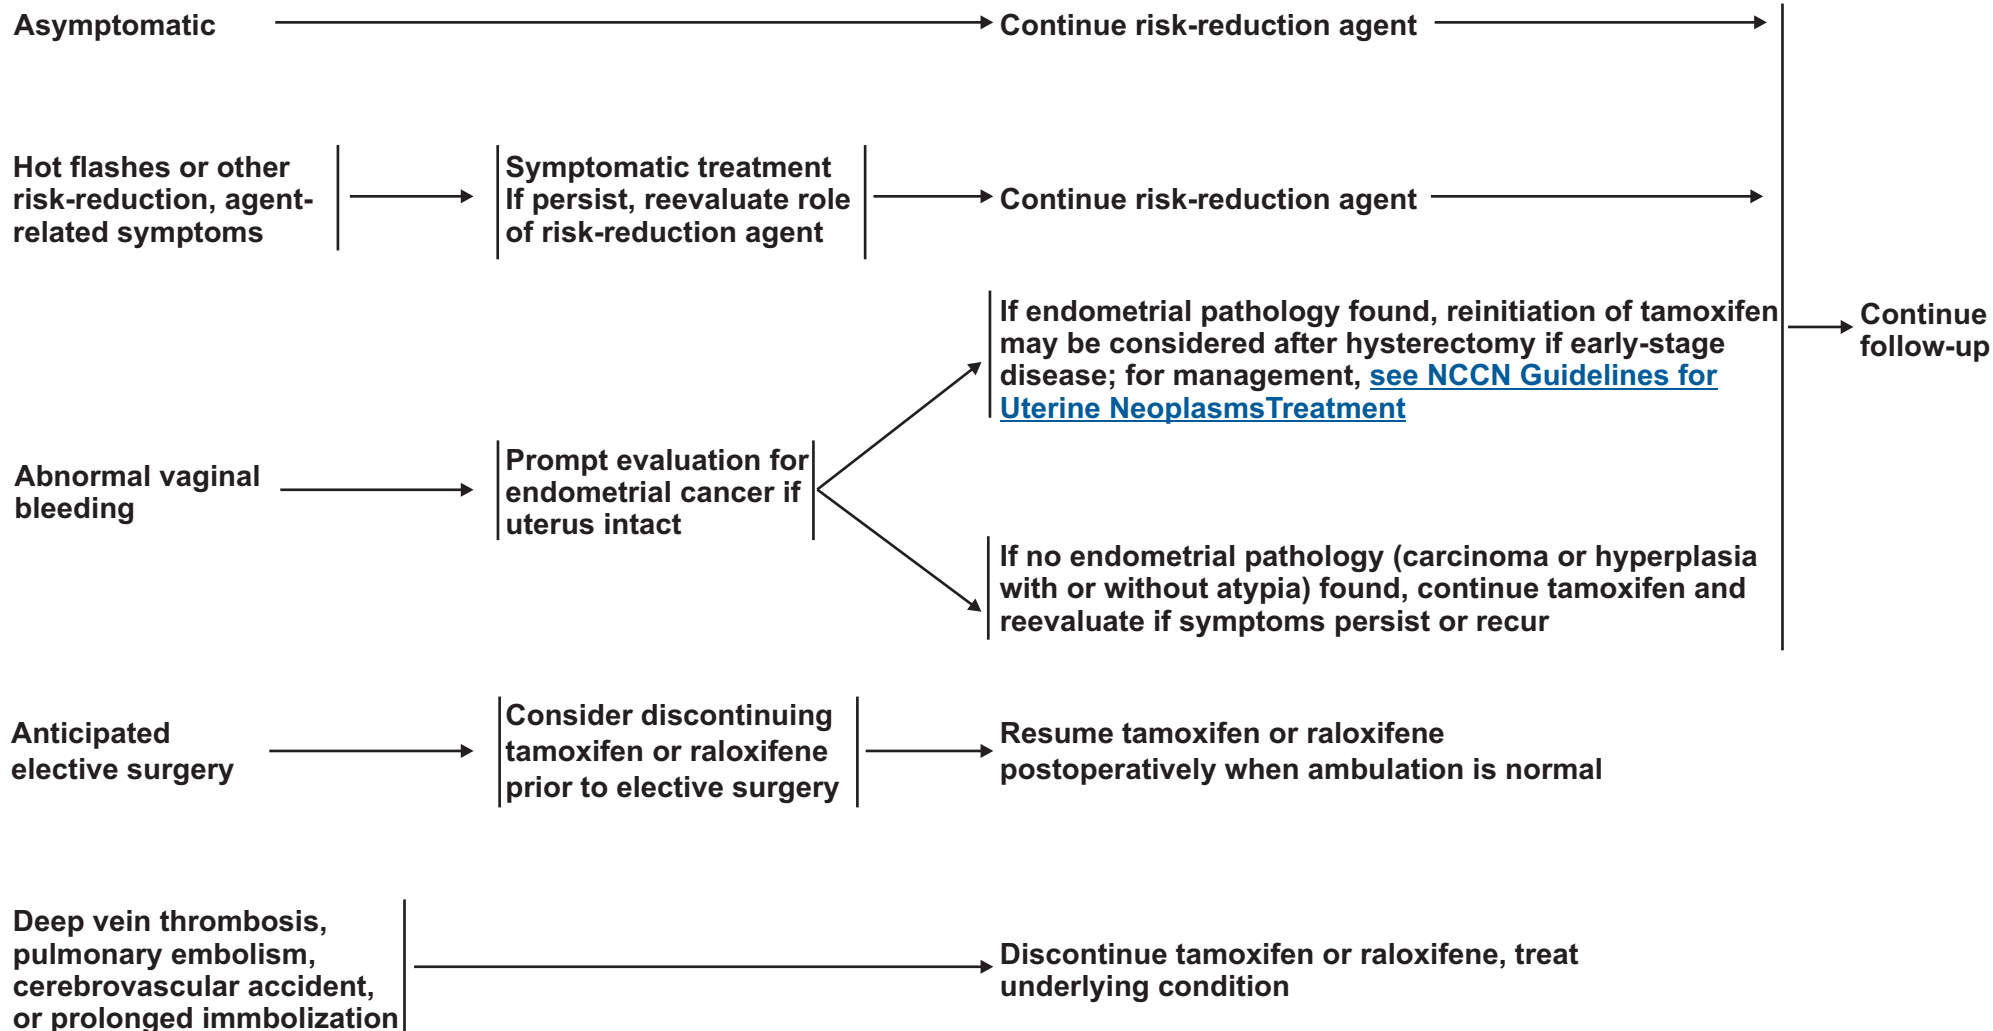 Asymptomatic
Continue risk-reduction agent
Hot flashes or other
risk-reduction, agent-
related symptoms
Symptomatic treatment
If persist, reevaluate role
of risk-reduction agent
Continue risk-reduction agent
If endometrial pathology found, reinitiation of tamoxifen
may be considered after hysterectomy if early-stage
disease; for management, see NCCN Guidelines for
Uterine NeoplasmsTreatment
Continue
follow-up
Abnormal vaginal
bleeding
Prompt evaluation for
endometrial cancer if
uterus intact
If no endometrial pathology (carcinoma or hyperplasia
with or without atypia) found, continue tamoxifen and
reevaluate if symptoms persist or recur
Anticipated
elective surgery
Consider discontinuing
tamoxifen or raloxifene
prior to elective surgery
Resume tamoxifen or raloxifene
postoperatively when ambulation is normal
Deep vein thrombosis,
pulmonary embolism,
cerebrovascular accident,
or prolonged immbolization
Discontinue tamoxifen or raloxifene, treat
underlying condition